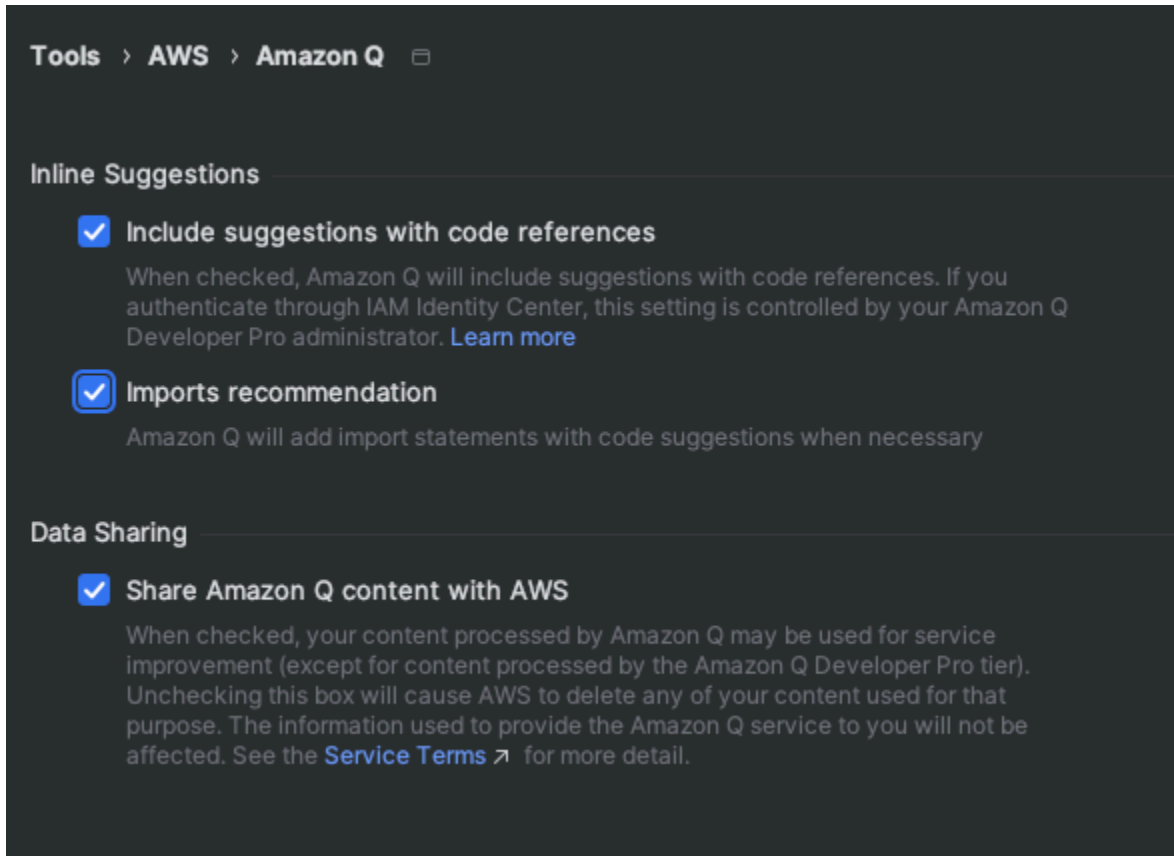 Tools › AWS › Amazon Q
Inline Suggestions
Include suggestions with code references
When checked, Amazon Q will include suggestions with code references. If you
authenticate through IAM Identity Center, this setting is controlled by your Amazon Q
Developer Pro administrator. Learn more
Imports recommendation
Amazon Q will add import statements with code suggestions when necessary
Data Sharing
Share Amazon Q content with AWS
When checked, your content processed by Amazon Q may be used for service
improvement (except for content processed by the Amazon Q Developer Pro tier).
Unchecking this box will cause AWS to delete any of your content used for that
purpose. The information used to provide the Amazon Q service to you will not be
affected. See the Service Terms ↗ for more detail.